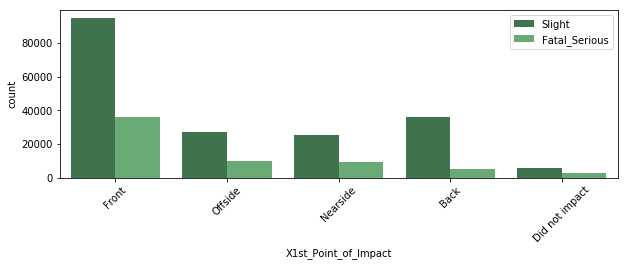 Slight
Fatal_Serious
count
80000
60000
40000
20000
0
Front
Offside
Nearside
Back
Did not impact
X1st_Point_of_Impact